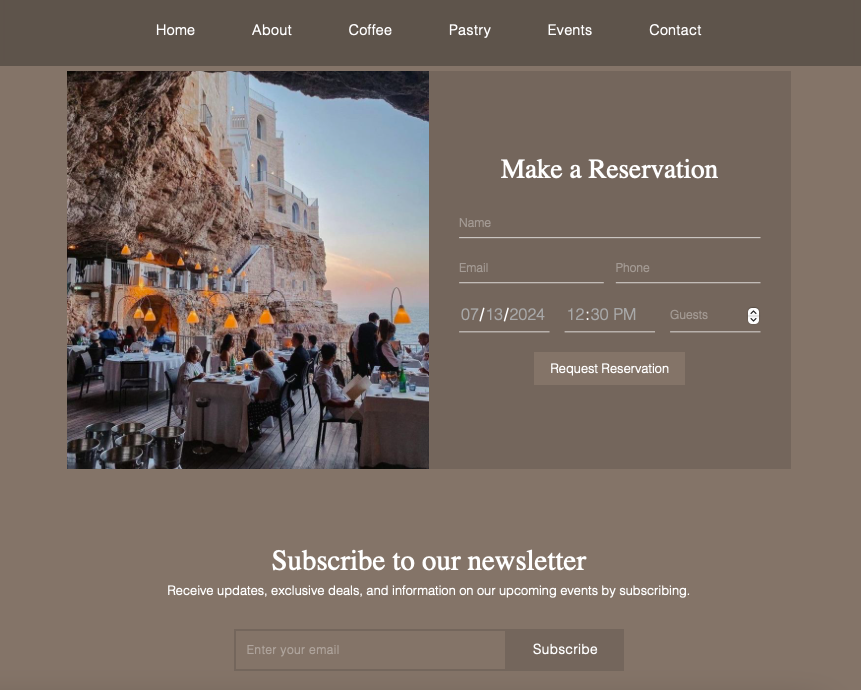 Home About Coffee Pastry Events Contact
Make a Reservation
Name
Email Phone
07/13/2024 12:30 PM Guests
Request Reservation
Subscribe to our newsletter
Receive updates, exclusive deals, and information on our upcoming events by subscribing.
Enter your email Subscribe